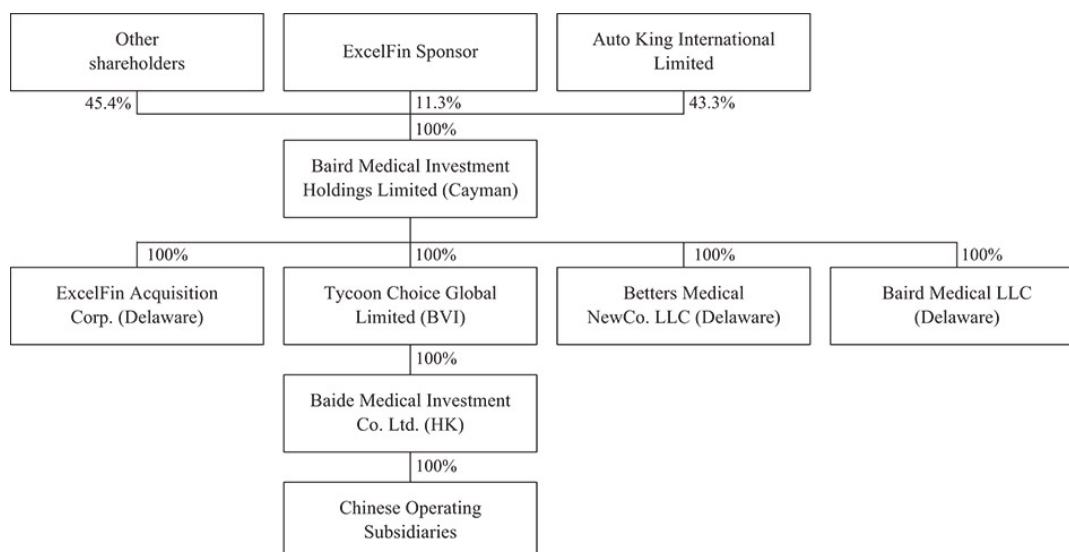 Other
shareholders
ExcelFin Sponsor
Auto King International
Limited
45.4%
11.3%
43.3%
100%
Baird Medical Investment
Holdings Limited (Cayman)
100%
100%
100%
100%
ExcelFin Acquisition
Corp. (Delaware)
Tycoon Choice Global
Limited (BVI)
Betters Medical
NewCo. LLC (Delaware)
Baird Medical LLC
(Delaware)
100%
Baide Medical Investment
Co. Ltd. (HK)
100%
Chinese Operating
Subsidiaries